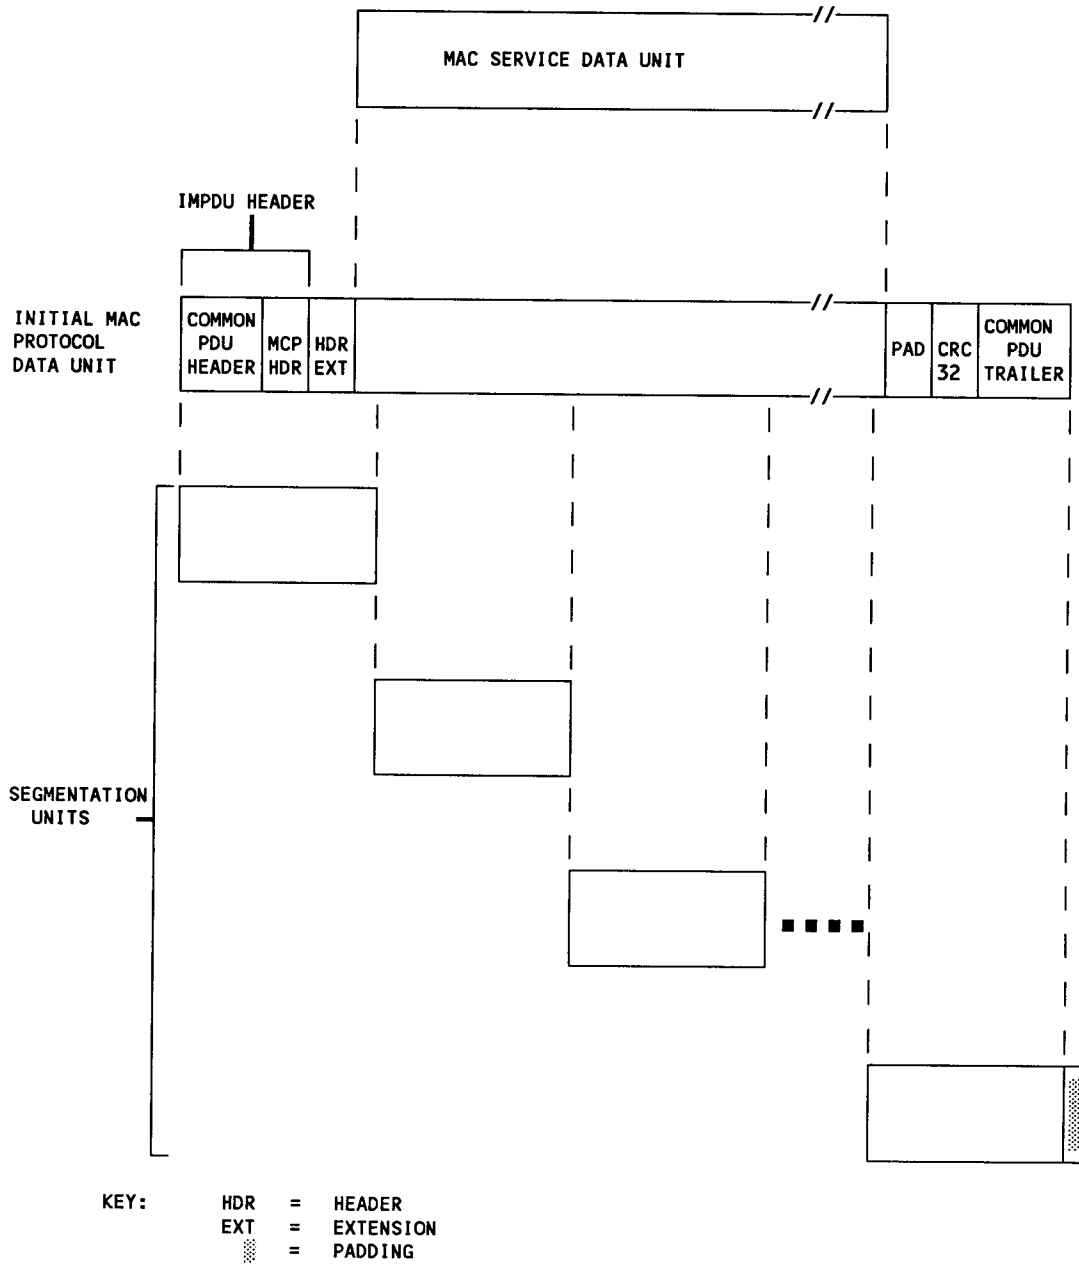 MAC SERVICE DATA UNIT
IMPDU HEADER
INITIAL MAC
PROTOCOL
DATA UNIT
COMMON
PDU
HEADER
MCP
HDR
HDR
EXT
PAD
CRC
32
COMMON
PDU
TRAILER
SEGMENTATION
UNITS
KEY:
HDR = HEADER
EXT = EXTENSION
= PADDING